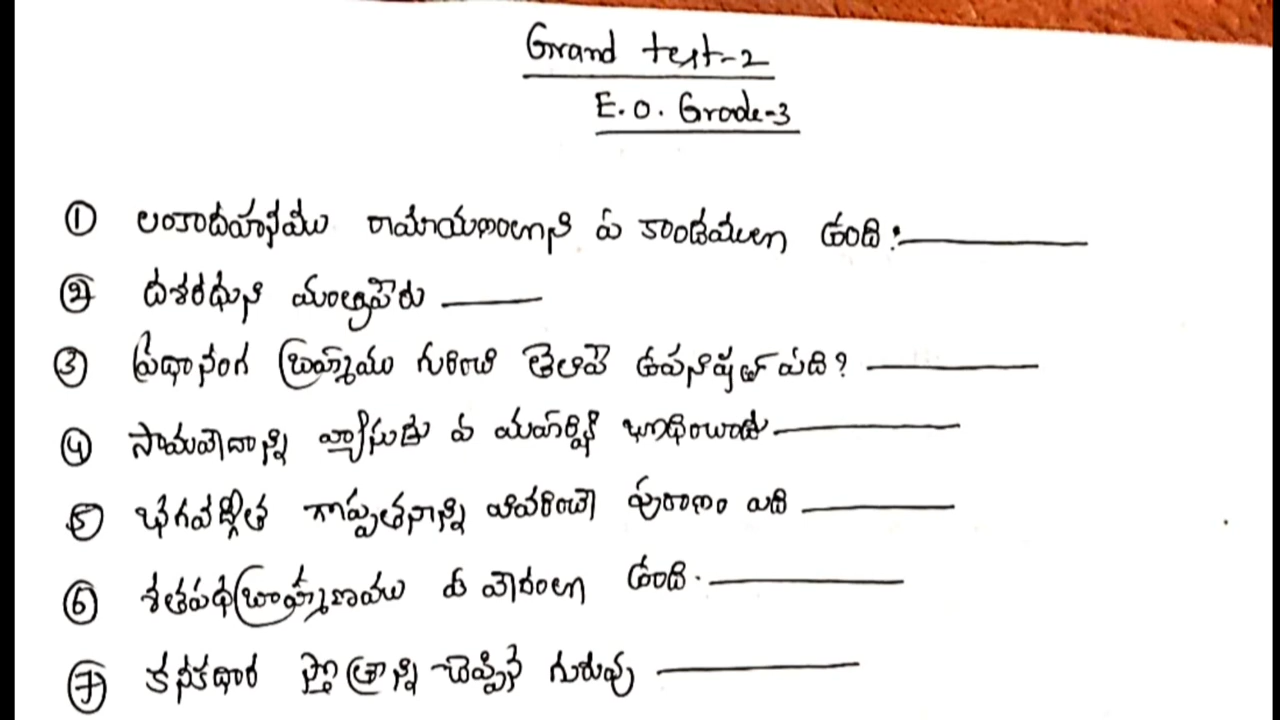 Grand test-2
E.O. Grade-3
① లంకాదహనము రామాయణంలోని ఏ కాండములో ఉంది :
② దశరథుని మంత్రిపేరు
③ ప్రధానంగ బ్రహ్మము గురించి తెలిపే ఉపనిషత్ ఏది?
④ సామవేదాన్ని వ్యాసుడు ఏ మహర్షికి బోధించాడు
⑤ భగవద్గీత గొప్పతనాన్ని వివరించే పురాణం ఏది
⑥ శతపథబ్రాహ్మణము ఏ వేదంలో ఉంది.
⑦ కనకధార స్తోత్రాన్ని చెప్పిన గురువు